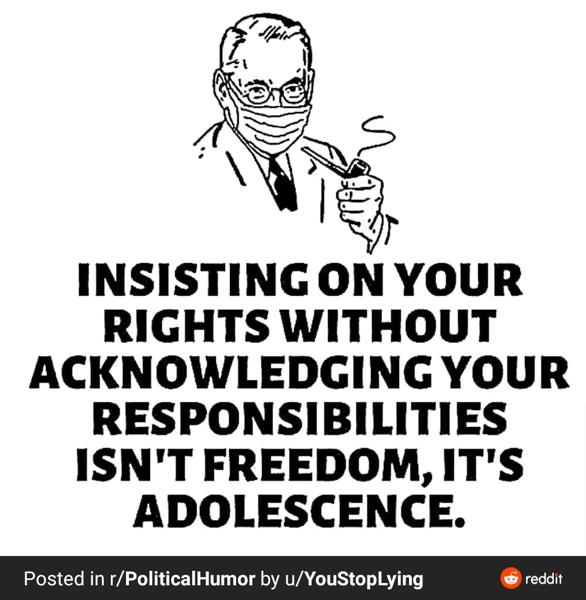 INSISTING ON YOUR
RIGHTS WITHOUT
ACKNOWLEDGING YOUR
RESPONSIBILITIES
ISN'T FREEDOM, IT'S
ADOLESCENCE.
Posted in r/PoliticalHumor by u/YouStopLying reddit